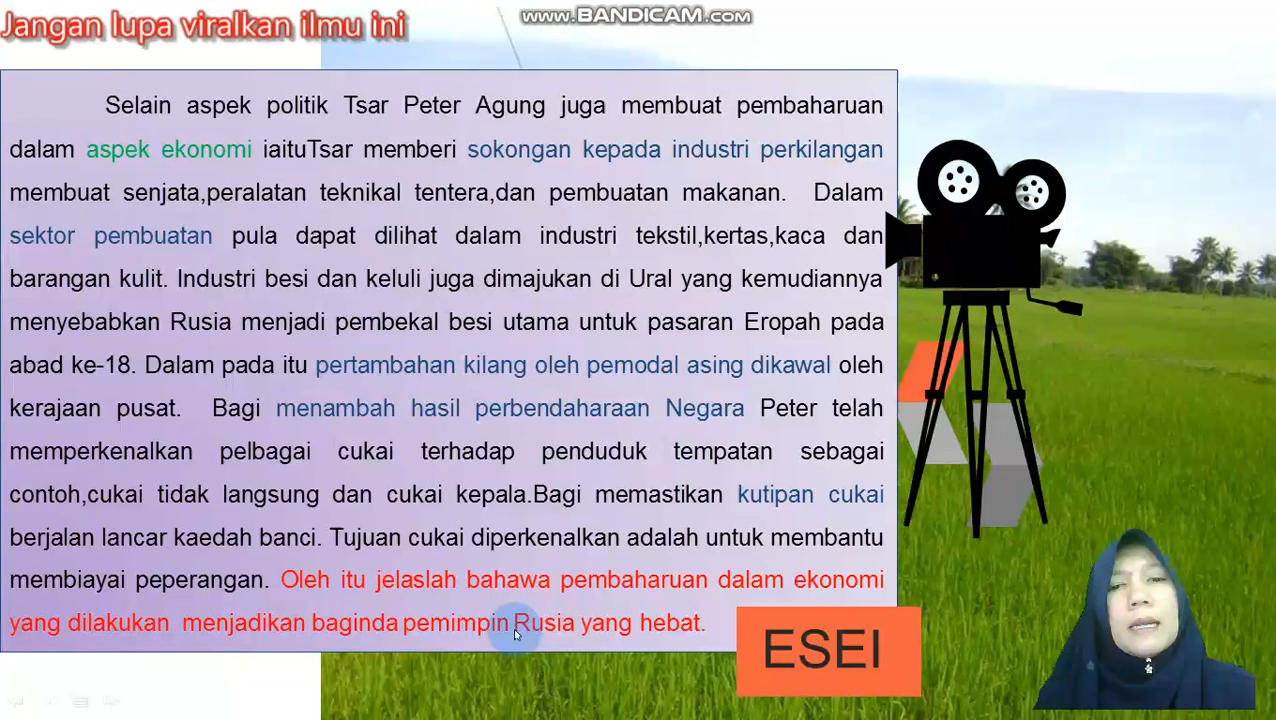 Jangan lupa viralkan ilmu ini
www.BANDICAM.com
Selain aspek politik Tsar Peter Agung juga membuat pembaharuan
dalam aspek ekonomi iaituTsar memberi sokongan kepada industri perkilangan
membuat senjata,peralatan teknikal tentera,dan pembuatan makanan. Dalam
sektor pembuatan pula dapat dilihat dalam industri tekstil,kertas,kaca dan
barangan kulit. Industri besi dan keluli juga dimajukan di Ural yang kemudiannya
menyebabkan Rusia menjadi pembekal besi utama untuk pasaran Eropah pada
abad ke-18. Dalam pada itu pertambahan kilang oleh pemodal asing dikawal oleh
kerajaan pusat. Bagi menambah hasil perbendaharaan Negara Peter telah
memperkenalkan pelbagai cukai terhadap penduduk tempatan sebagai
contoh,cukai tidak langsung dan cukai kepala.Bagi memastikan kutipan cukai
berjalan lancar kaedah banci. Tujuan cukai diperkenalkan adalah untuk membantu
membiayai peperangan. Oleh itu jelaslah bahawa pembaharuan dalam ekonomi
yang dilakukan menjadikan baginda pemimpin Rusia yang hebat.
ESEI